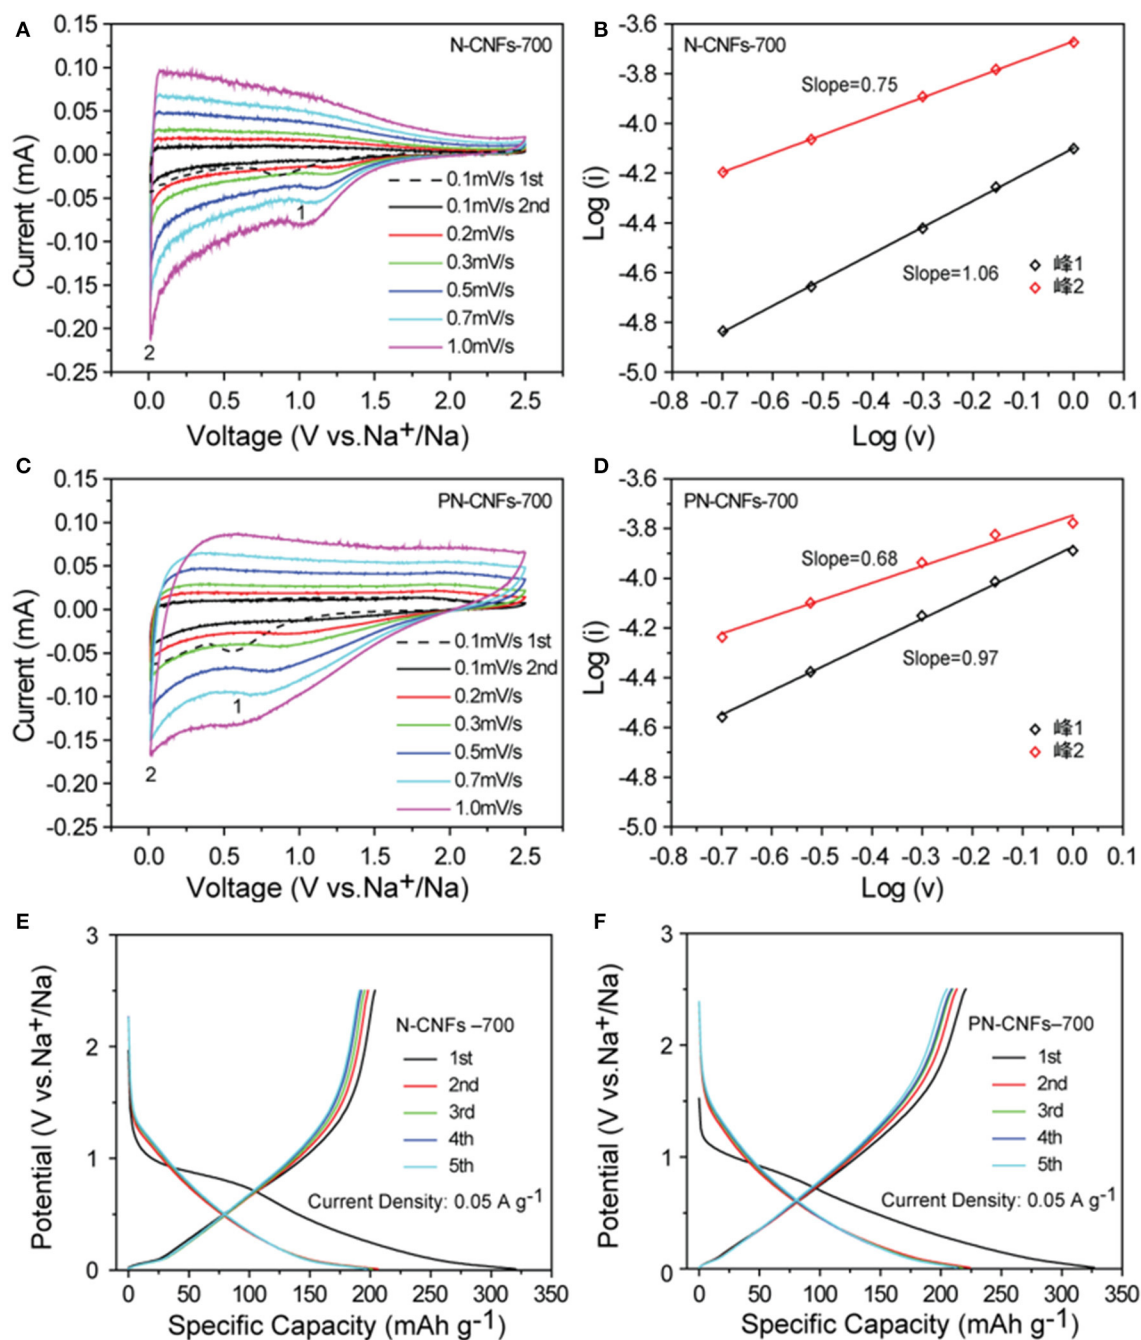 A
N-CNFs-700
0.15
0.10
0.05
0.00
-0.05
-0.10
-0.15
-0.20
-0.25
Current (mA)
0.1mV/s 1st
0.1mV/s 2nd
0.2mV/s
0.3mV/s
0.5mV/s
0.7mV/s
1.0mV/s
1
2
0.0 0.5 1.0 1.5 2.0 2.5
Voltage (V vs.Na⁺/Na)
B
N-CNFs-700
-3.6
-3.8
-4.0
-4.2
-4.4
-4.6
-4.8
-5.0
Log (i)
Slope=0.75
Slope=1.06
峰1
峰2
-0.8 -0.7 -0.6 -0.5 -0.4 -0.3 -0.2 -0.1 0.0 0.1
Log (v)
C
PN-CNFs-700
0.15
0.10
0.05
0.00
-0.05
-0.10
-0.15
-0.20
-0.25
Current (mA)
0.1mV/s 1st
0.1mV/s 2nd
0.2mV/s
0.3mV/s
0.5mV/s
0.7mV/s
1.0mV/s
1
2
0.0 0.5 1.0 1.5 2.0 2.5
Voltage (V vs.Na⁺/Na)
D
PN-CNFs-700
-3.6
-3.8
-4.0
-4.2
-4.4
-4.6
-4.8
-5.0
Log (i)
Slope=0.68
Slope=0.97
峰1
峰2
-0.8 -0.7 -0.6 -0.5 -0.4 -0.3 -0.2 -0.1 0.0 0.1
Log (v)
E
3
2
1
0
Potential (V vs.Na⁺/Na)
N-CNFs –700
1st
2nd
3rd
4th
5th
Current Density: 0.05 A g⁻¹
0 50 100 150 200 250 300 350
Specific Capacity (mAh g⁻¹)
F
3
2
1
0
Potential (V vs.Na⁺/Na)
PN-CNFs–700
1st
2nd
3rd
4th
5th
Current Density: 0.05 A g⁻¹
0 50 100 150 200 250 300 350
Specific Capacity (mAh g⁻¹)